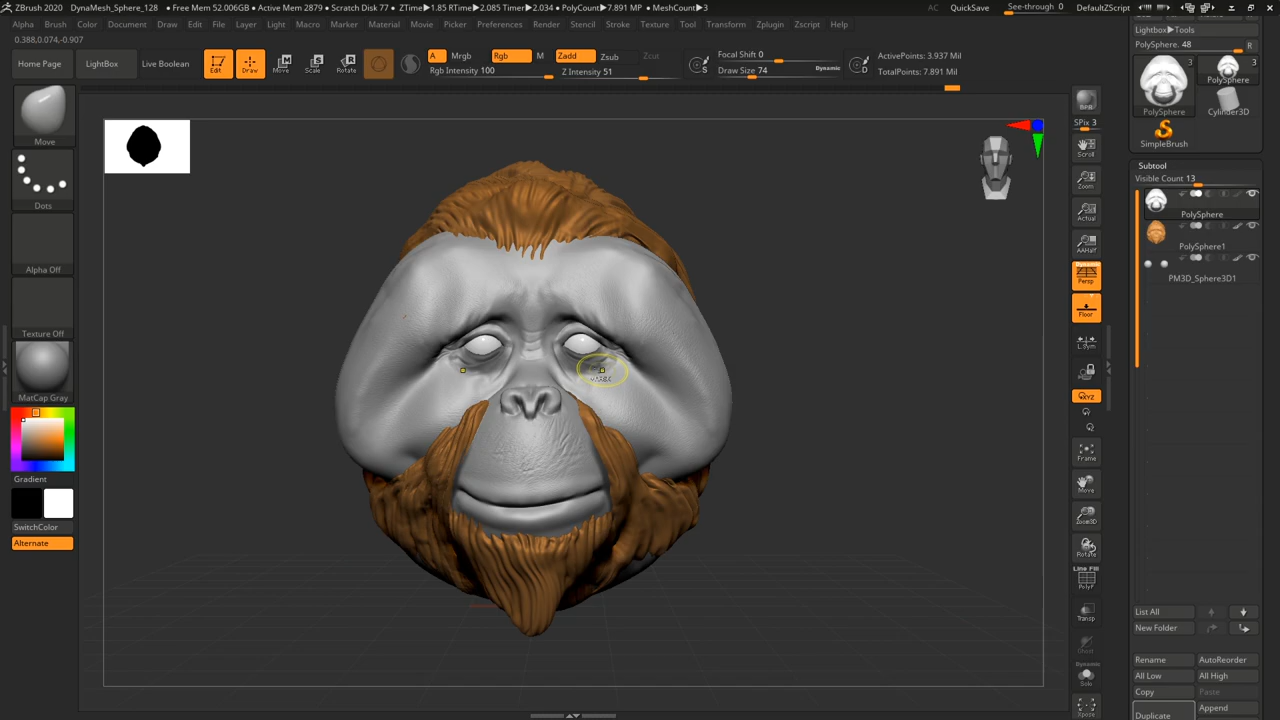 ZBrush 2020 DynaMesh_Sphere_128 • Free Mem 52.006GB • Active Mem 2879 • Scratch Disk 77 • ZTime►1.85 RTime►2.085 Timer►2.034 • PolyCount►7.891 MP • MeshCount►3 AC QuickSave See-through 0 DefaultZScript
Alpha Brush Color Document Draw Edit File Layer Light Macro Marker Material Movie Picker Preferences Render Stencil Stroke Texture Tool Transform Zplugin Zscript Help
0.388,0.074,-0.907
Home Page LightBox Live Boolean Edit Draw Move Scale Rotate
A Mrgb Rgb M Zadd Zsub Zcut
Rgb Intensity 100 Z Intensity 51
S Focal Shift 0
Draw Size 74 Dynamic
D ActivePoints: 3.937 Mil
TotalPoints: 7.891 Mil
Move
Dots
Alpha Off
Texture Off
MatCap Gray
Gradient
SwitchColor
Alternate
BPR
SPix 3
Scroll
Zoom
Actual
AAHalf
Dynamic
Persp
Floor
L.Sym
XYZ
Frame
Move
Zoom3D
Rotate
Line Fill
PolyF
Transp
Ghost
Dynamic
Solo
Xpose
Lightbox►Tools
PolySphere. 48 R
3 3
PolySphere
PolySphere Cylinder3D
SimpleBrush
Subtool
Visible Count 13
PolySphere
PolySphere1
PM3D_Sphere3D1
List All
New Folder
Rename AutoReorder
All Low All High
Copy Paste
Duplicate Append